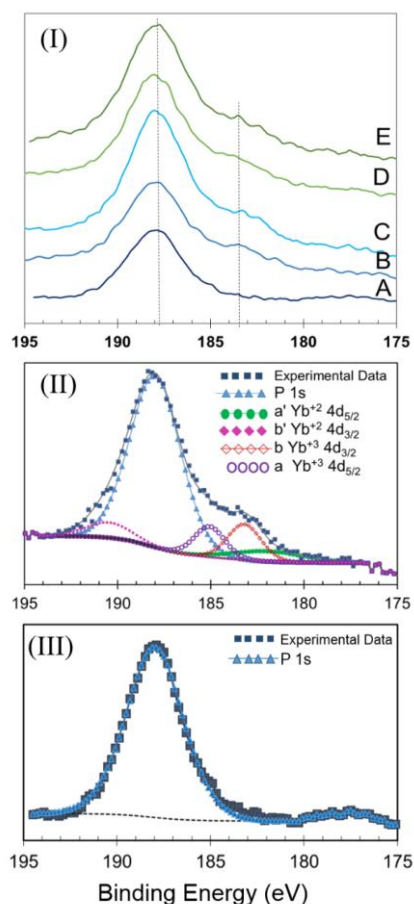 (I)
E
D
C
B
A
195 190 185 180 175
(II)
Experimental Data
P 1s
a' Yb+2 4d5/2
b' Yb+2 4d3/2
b Yb+3 4d3/2
a Yb+3 4d5/2
195 190 185 180 175
(III)
Experimental Data
P 1s
195 190 185 180 175
Binding Energy (eV)